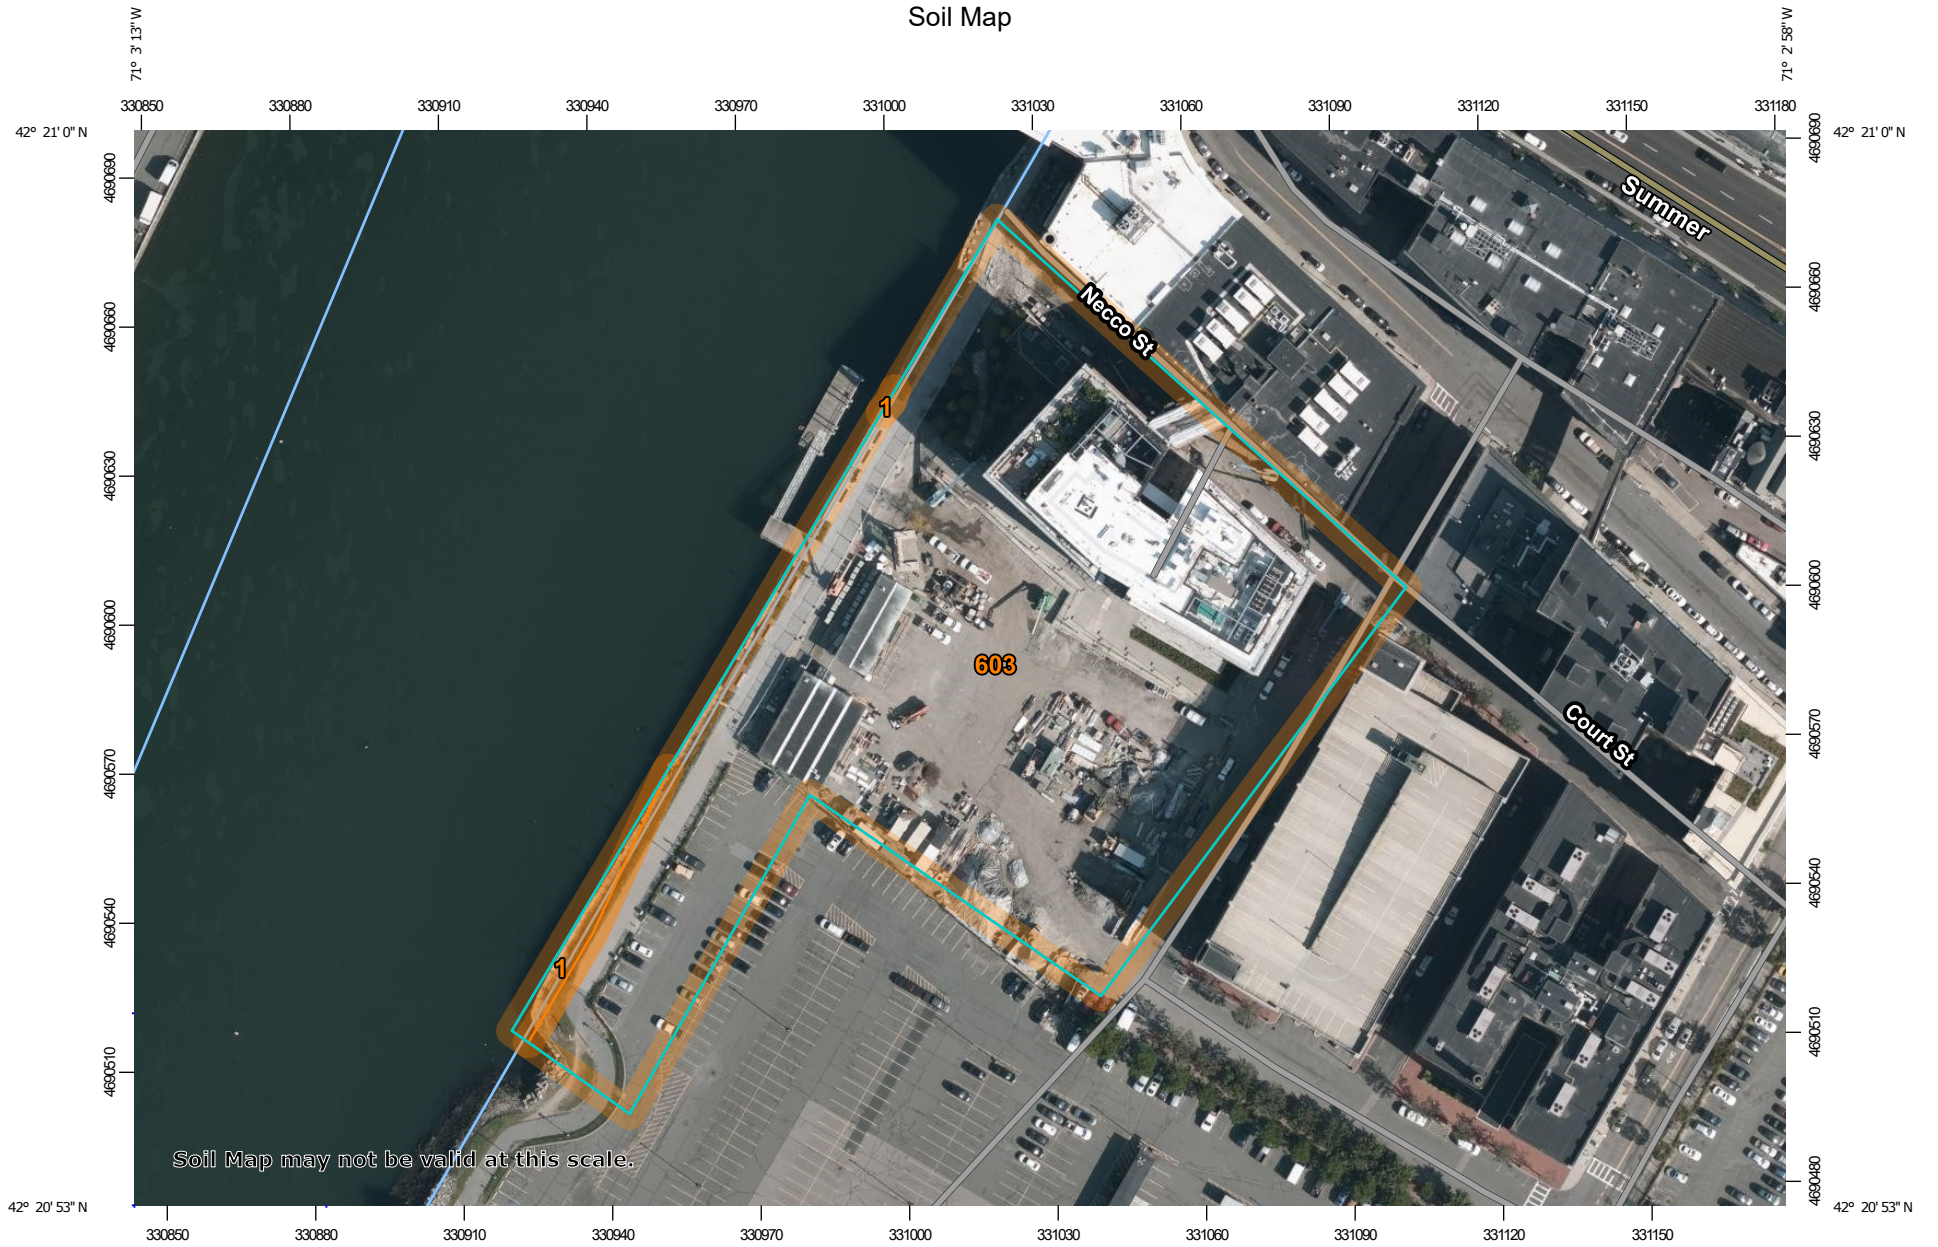 Soil Map
71° 3' 13" W
71° 2' 58" W
330850 330880 330910 330940 330970 331000 331030 331060 331090 331120 331150 331180
42° 21' 0" N
42° 21' 0" N
4690690
4690690
Summer
4690660
4690660
Necco St
1
4690630
4690630
4690600
4690600
603
Court St
4690570
4690570
4690540
4690540
1
4690510
4690510
Soil Map may not be valid at this scale.
4690480
42° 20' 53" N
42° 20' 53" N
330850 330880 330910 330940 330970 331000 331030 331060 331090 331120 331150